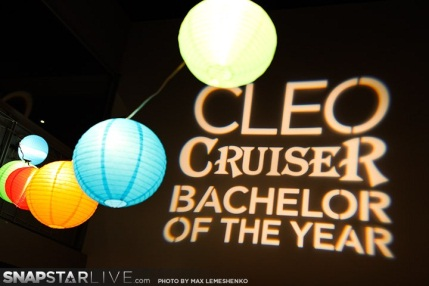 CLEO
CRUISER
BACHELOR
OF THE YEAR
SNAPSTARLIVE.com PHOTO BY MAX LEMESHENKO